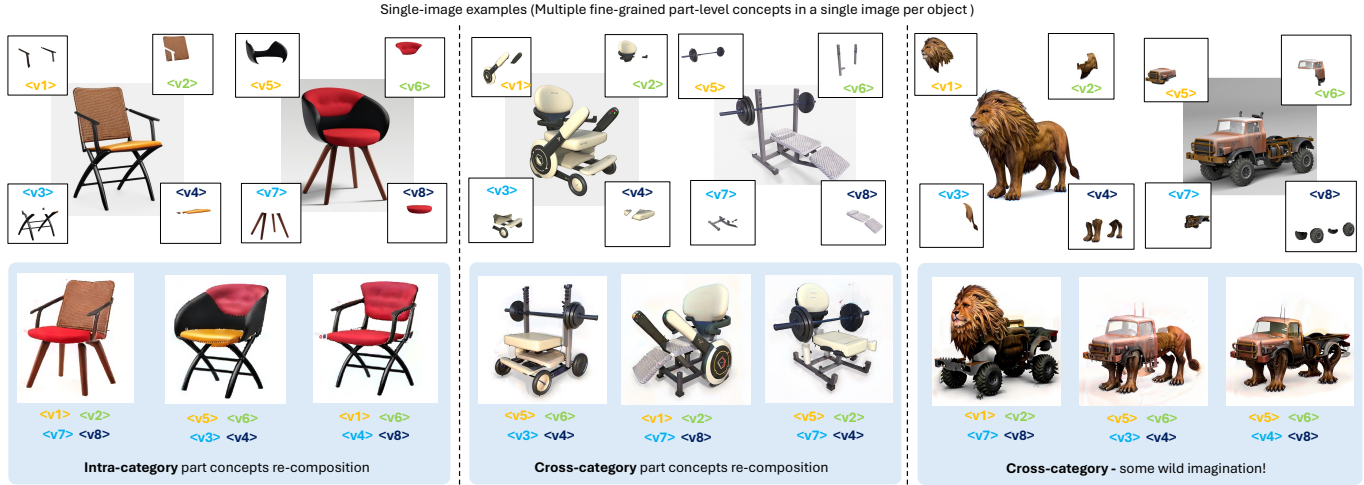 Single-image examples (Multiple fine-grained part-level concepts in a single image per object )
<v1>
<v2>
<v5>
<v6>
<v3>
<v4>
<v7>
<v8>
<v1> <v2>
<v7> <v8>
<v5> <v6>
<v3> <v4>
<v1> <v6>
<v4> <v8>
Intra-category part concepts re-composition
<v1>
<v2>
<v5>
<v6>
<v3>
<v4>
<v7>
<v8>
<v5> <v6>
<v3> <v4>
<v1> <v2>
<v7> <v8>
<v5> <v2>
<v7> <v4>
Cross-category part concepts re-composition
<v1>
<v2>
<v5>
<v6>
<v3>
<v4>
<v7>
<v8>
<v1> <v2>
<v7> <v8>
<v5> <v6>
<v3> <v4>
<v5> <v6>
<v4> <v8>
Cross-category - some wild imagination!